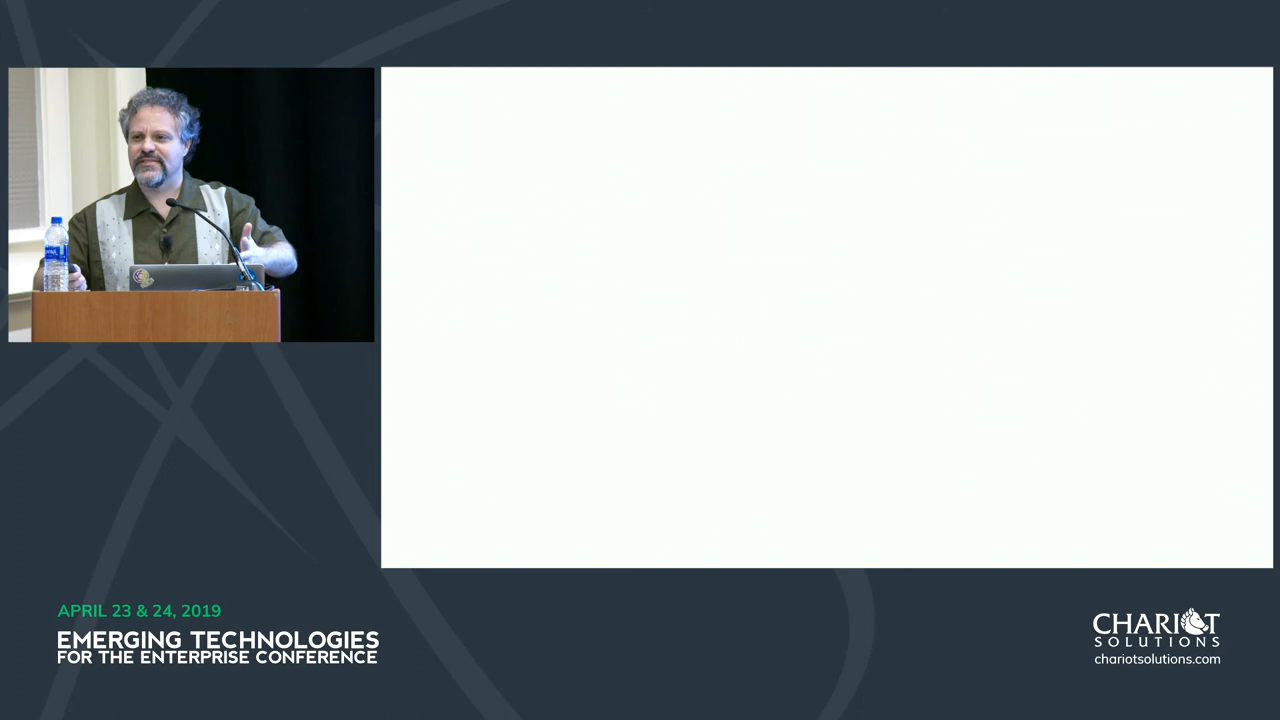 APRIL 23 & 24, 2019
EMERGING TECHNOLOGIES
FOR THE ENTERPRISE CONFERENCE
CHARIOT
SOLUTIONS
chariotsolutions.com